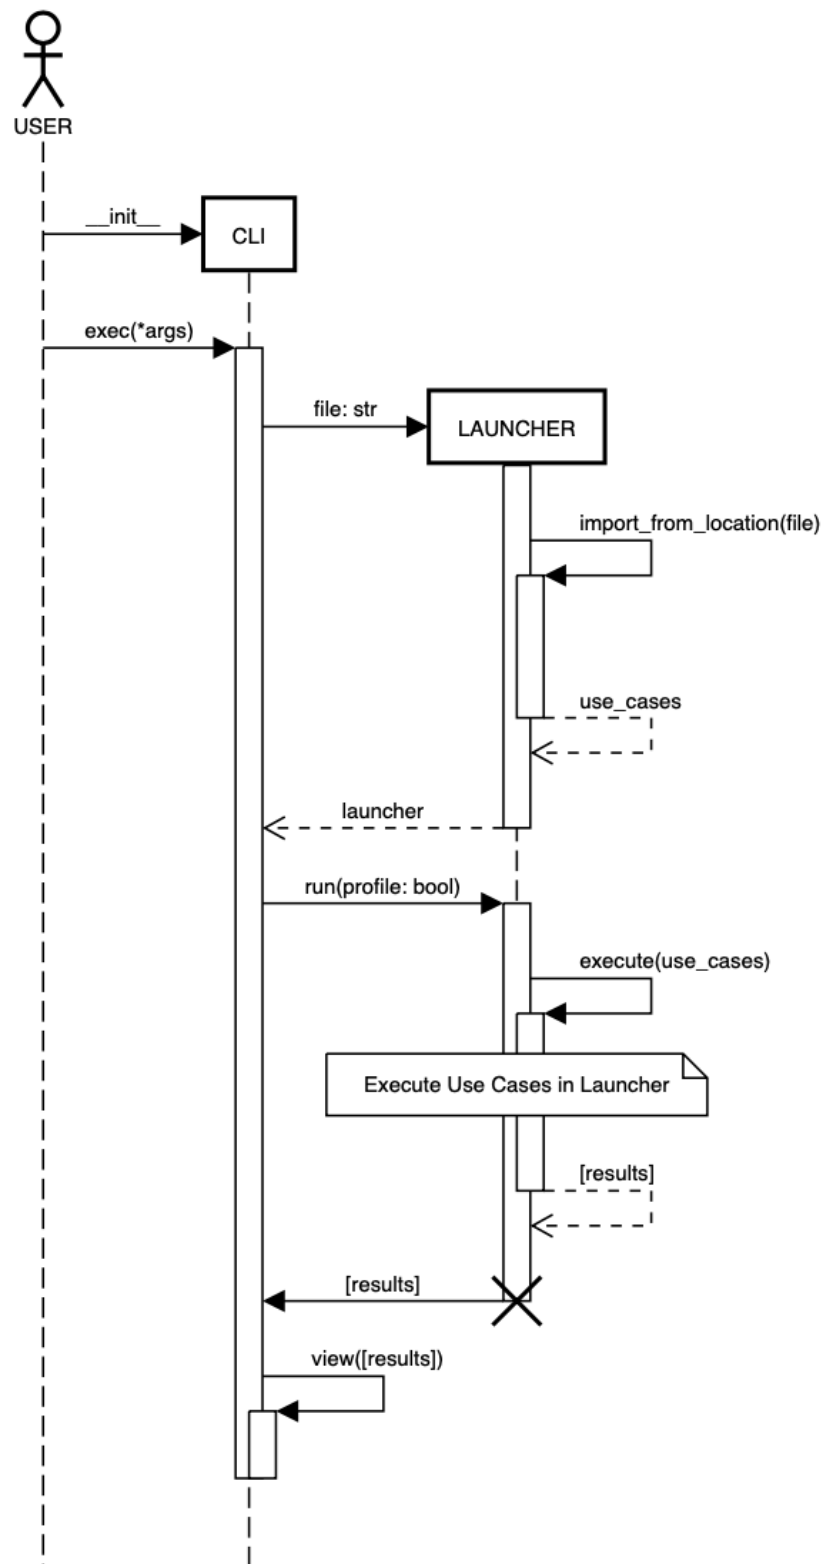 USER
__init__
CLI
exec(*args)
file: str
LAUNCHER
import_from_location(file)
use_cases
launcher
run(profile: bool)
execute(use_cases)
Execute Use Cases in Launcher
[results]
[results]
view([results])